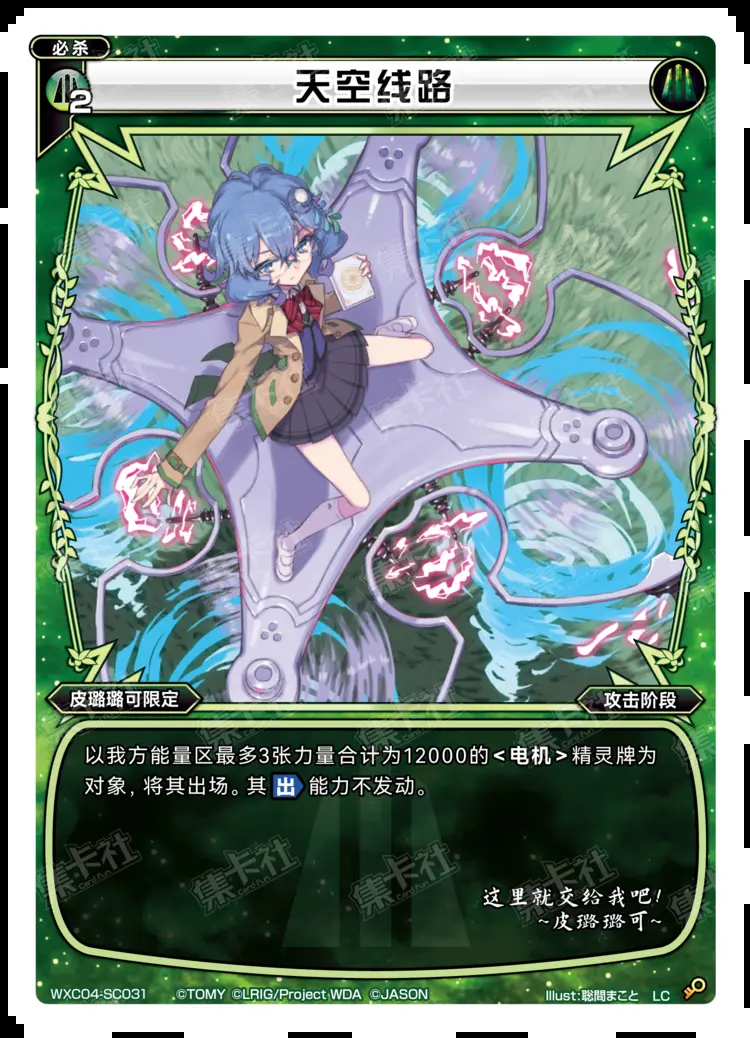 必杀
2
天空线路
皮璐璐可限定
攻击阶段
以我方能量区最多3张力量合计为12000的<电机>精灵牌为
对象，将其出场。其 出 能力不发动。
这里就交给我吧！
~皮璐璐可~
WXC04-SC031 ©TOMY ©LRIG/Project WDA ©JASON Illust:聡間まこと LC
集卡社